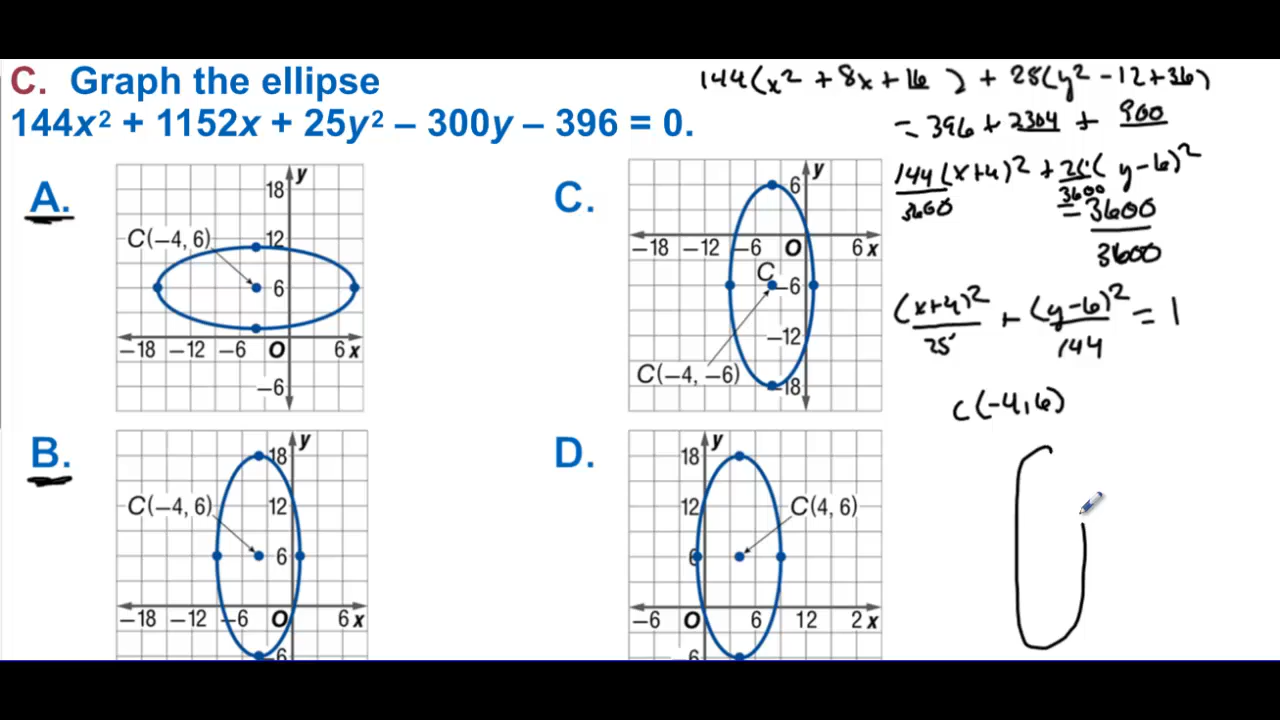 C. Graph the ellipse
144x² + 1152x + 25y² – 300y – 396 = 0.
A.
y
18
12
C(−4, 6)
6
−18 −12 −6 O 6 x
−6
B.
y
18
C(−4, 6)
12
6
−18 −12 −6 O 6 x
−6
C.
y
6
−18 −12 −6 O 6 x
C
−6
−12
C(−4, −6)
−18
D.
y
18
12
C(4, 6)
6
−6 O 6 12 2 x
−6
144(x² + 8x + 16 ) + 25(y² - 12 + 36)
= 396 + 2304 + 900
144(x+4)² + 25(y-6)²
3600 3600
= 3600
3600
(x+4)² + (y-6)² = 1
25 144
C(-4,6)